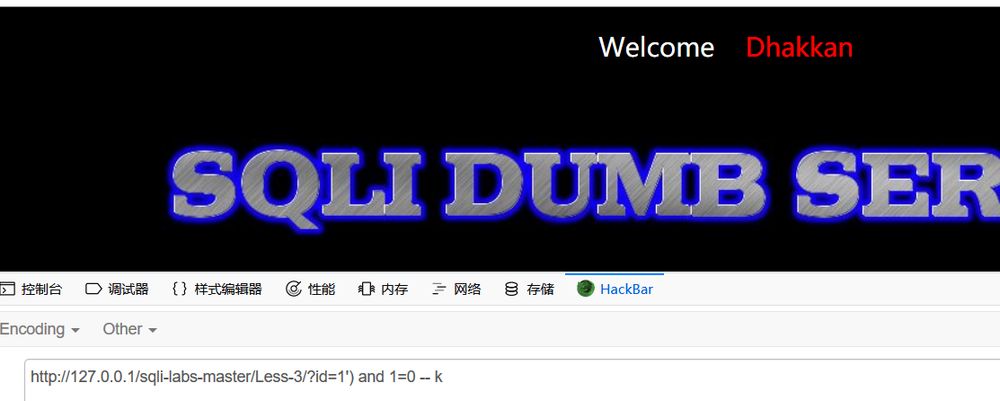 Welcome Dhakkan
SQLI DUMB SER
控制台 调试器 {} 样式编辑器 性能 内存 网络 存储 HackBar
Encoding Other
http://127.0.0.1/sqli-labs-master/Less-3/?id=1') and 1=0 -- k